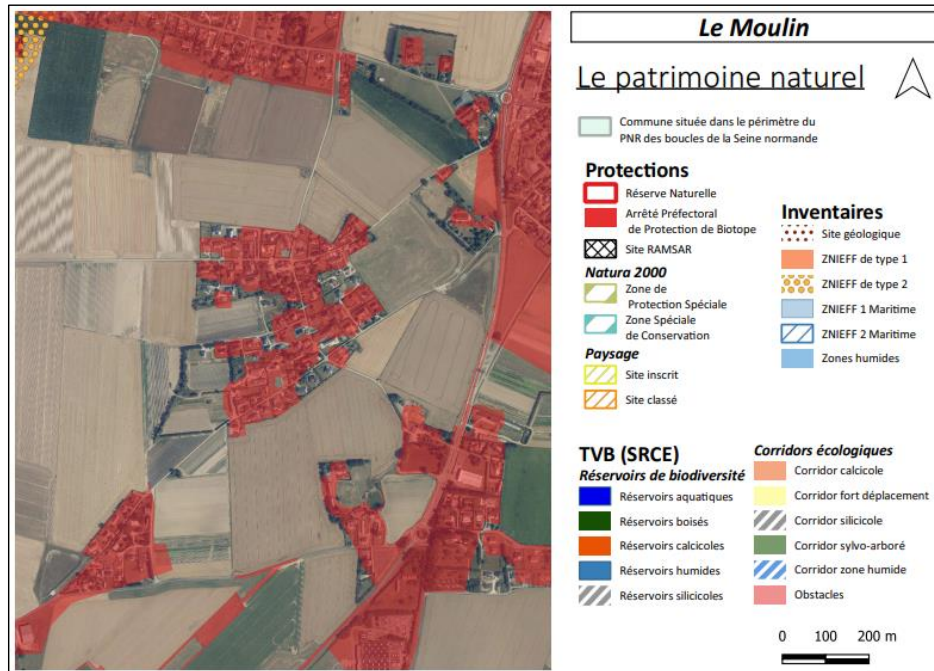 Le Moulin
Le patrimoine naturel
Commune située dans le périmètre du
PNR des boucles de la Seine normande
Protections
Réserve Naturelle
Arrêté Préfectoral
de Protection de Biotope
Site RAMSAR
Natura 2000
Zone de
Protection Spéciale
Zone Spéciale
de Conservation
Paysage
Site inscrit
Site classé
Inventaires
Site géologique
ZNIEFF de type 1
ZNIEFF de type 2
ZNIEFF 1 Maritime
ZNIEFF 2 Maritime
Zones humides
TVB (SRCE)
Réservoirs de biodiversité
Réservoirs aquatiques
Réservoirs boisés
Réservoirs calcicoles
Réservoirs humides
Réservoirs silicicoles
Corridors écologiques
Corridor calcicole
Corridor fort déplacement
Corridor silicicole
Corridor sylvo-arboré
Corridor zone humide
Obstacles
0 100 200 m